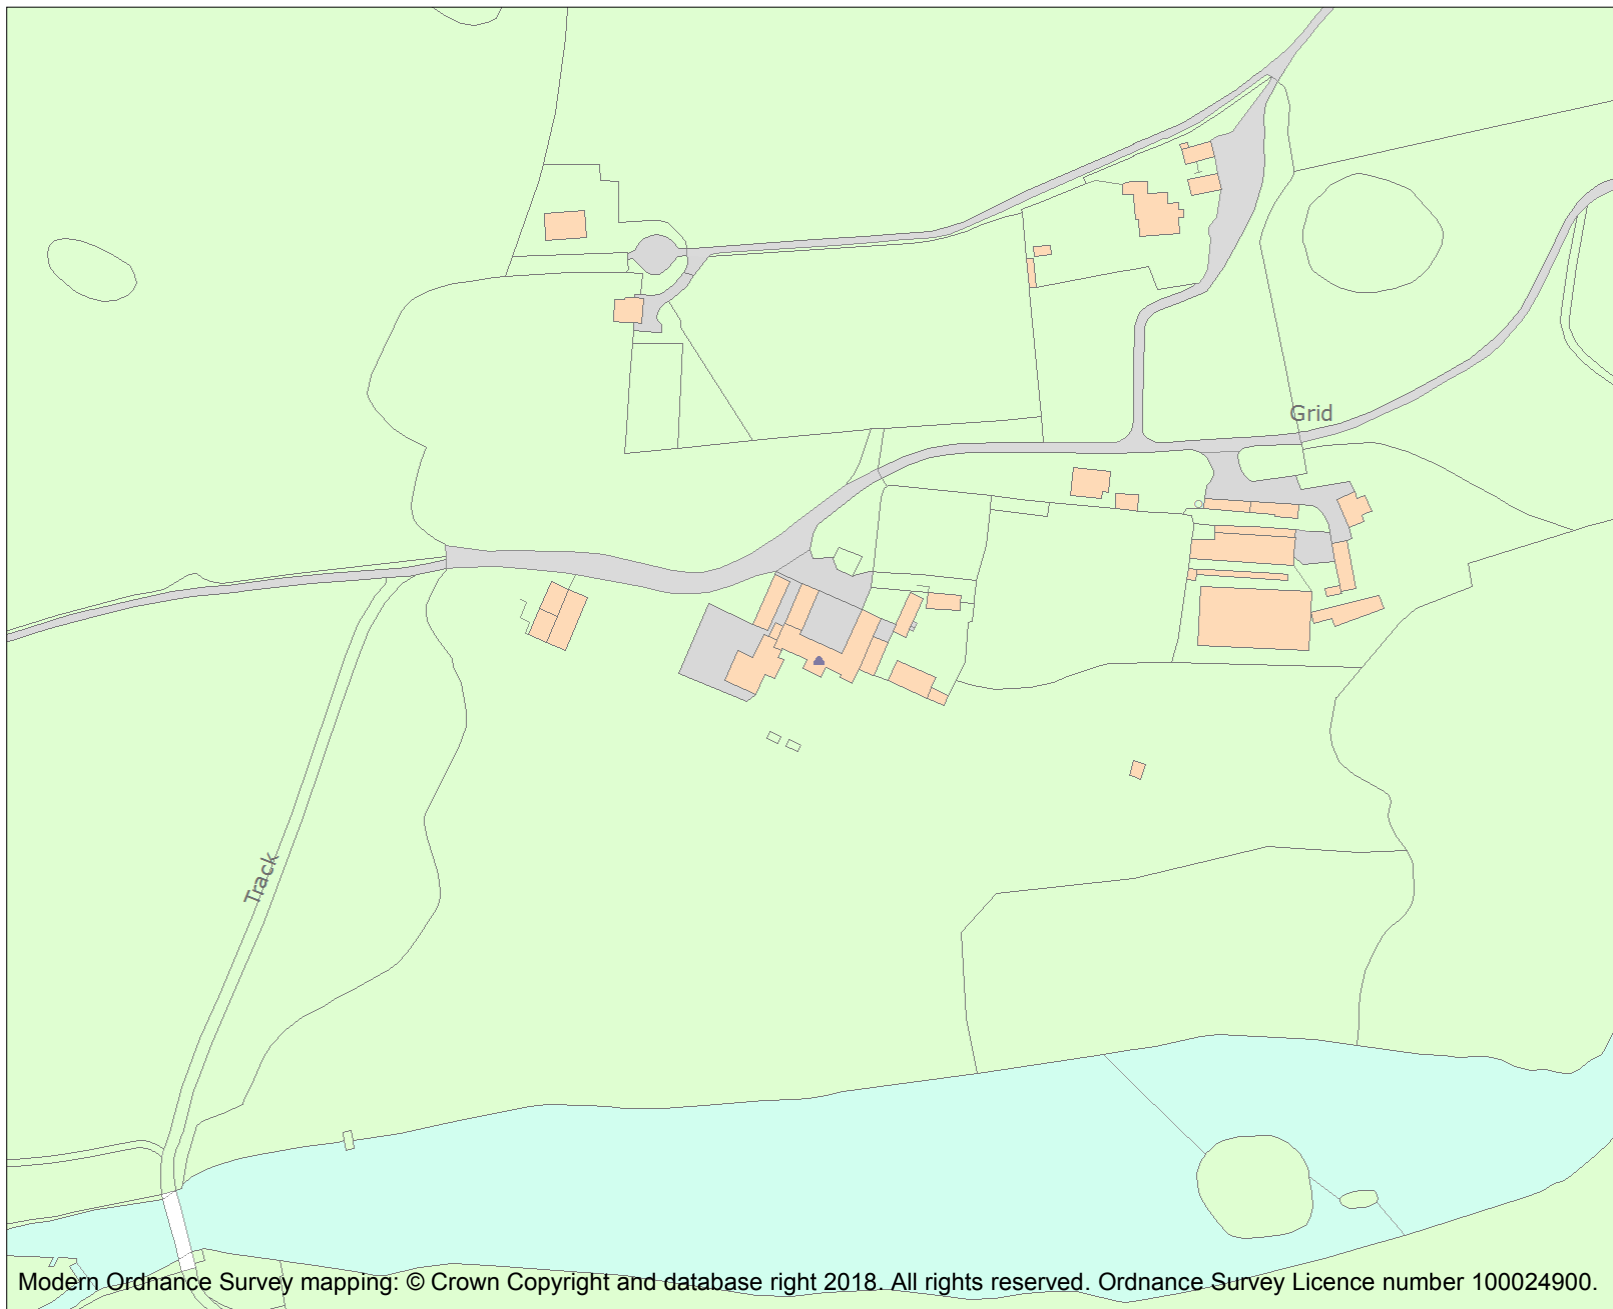 Grid
Track
Modern Ordnance Survey mapping: © Crown Copyright and database right 2018. All rights reserved. Ordnance Survey Licence number 100024900.